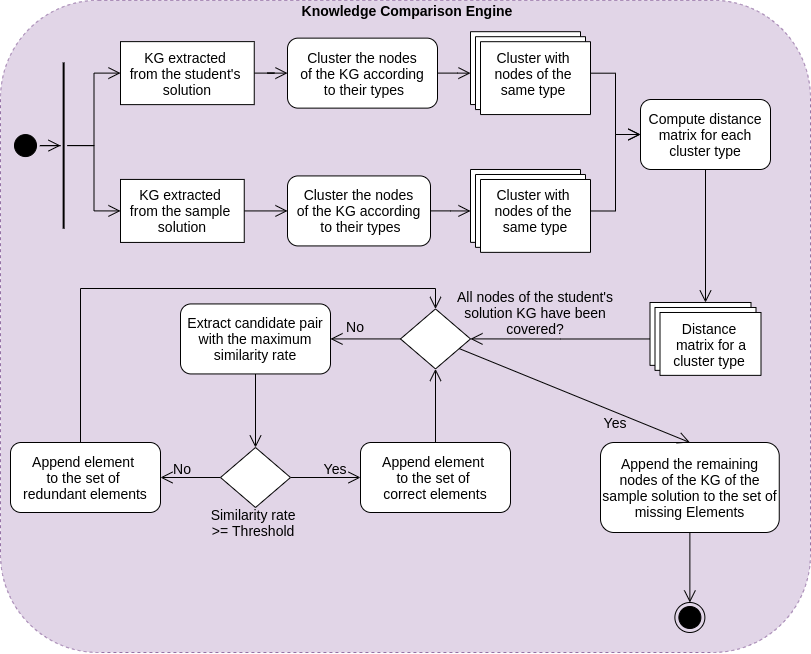 Knowledge Comparison Engine
KG extracted
from the student's
solution
Cluster the nodes
of the KG according
to their types
Cluster with
nodes of the
same type
Compute distance
matrix for each
cluster type
KG extracted
from the sample
solution
Cluster the nodes
of the KG according
to their types
Cluster with
nodes of the
same type
All nodes of the student's
solution KG have been
covered?
Distance
matrix for a
cluster type
No
Extract candidate pair
with the maximum
similarity rate
Yes
Append element
to the set of
redundant elements
No
Similarity rate
>= Threshold
Yes
Append element
to the set of
correct elements
Append the remaining
nodes of the KG of the
sample solution to the set of
missing Elements